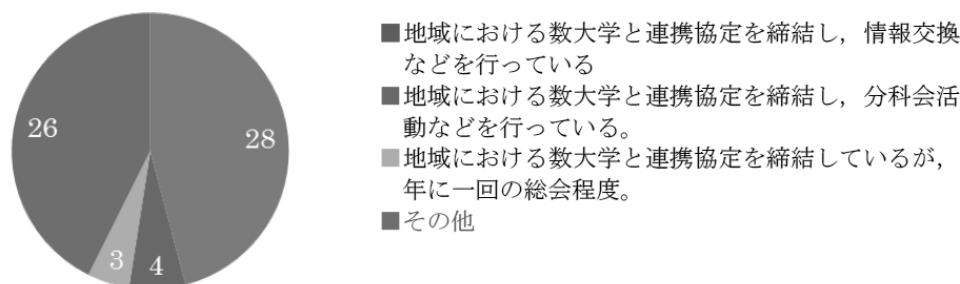 26
28
3
4
■地域における数大学と連携協定を締結し，情報交換
などを行っている
■地域における数大学と連携協定を締結し，分科会活
動などを行っている。
■地域における数大学と連携協定を締結しているが，
年に一回の総会程度。
■その他